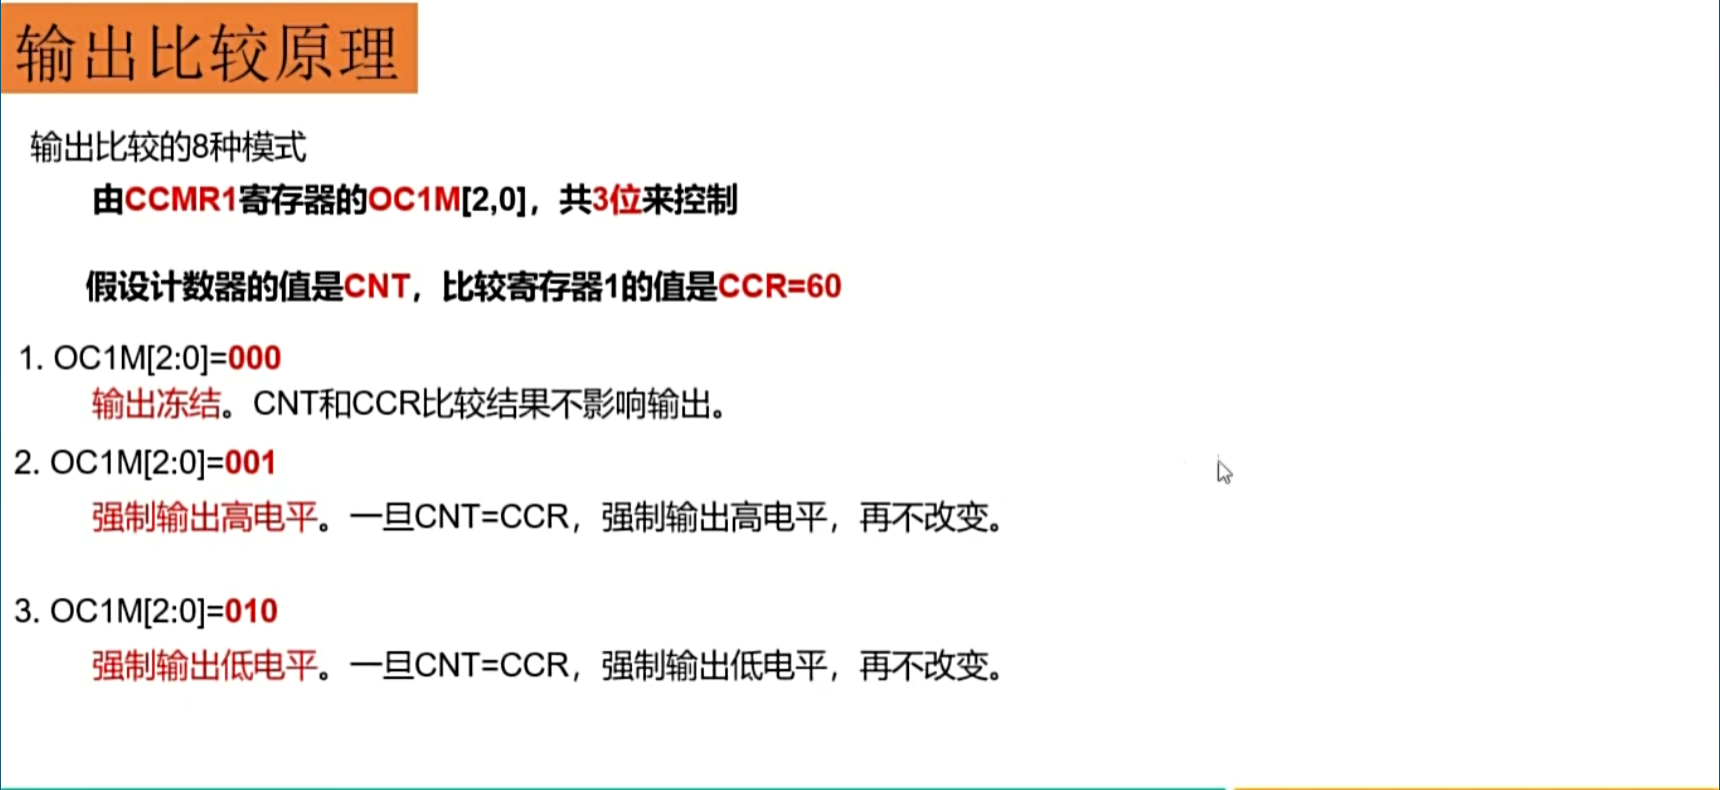 输出比较原理
输出比较的8种模式
由CCMR1寄存器的OC1M[2,0]，共3位来控制
假设计数器的值是CNT，比较寄存器1的值是CCR=60
1. OC1M[2:0]=000
输出冻结。CNT和CCR比较结果不影响输出。
2. OC1M[2:0]=001
强制输出高电平。一旦CNT=CCR，强制输出高电平，再不改变。
3. OC1M[2:0]=010
强制输出低电平。一旦CNT=CCR，强制输出低电平，再不改变。